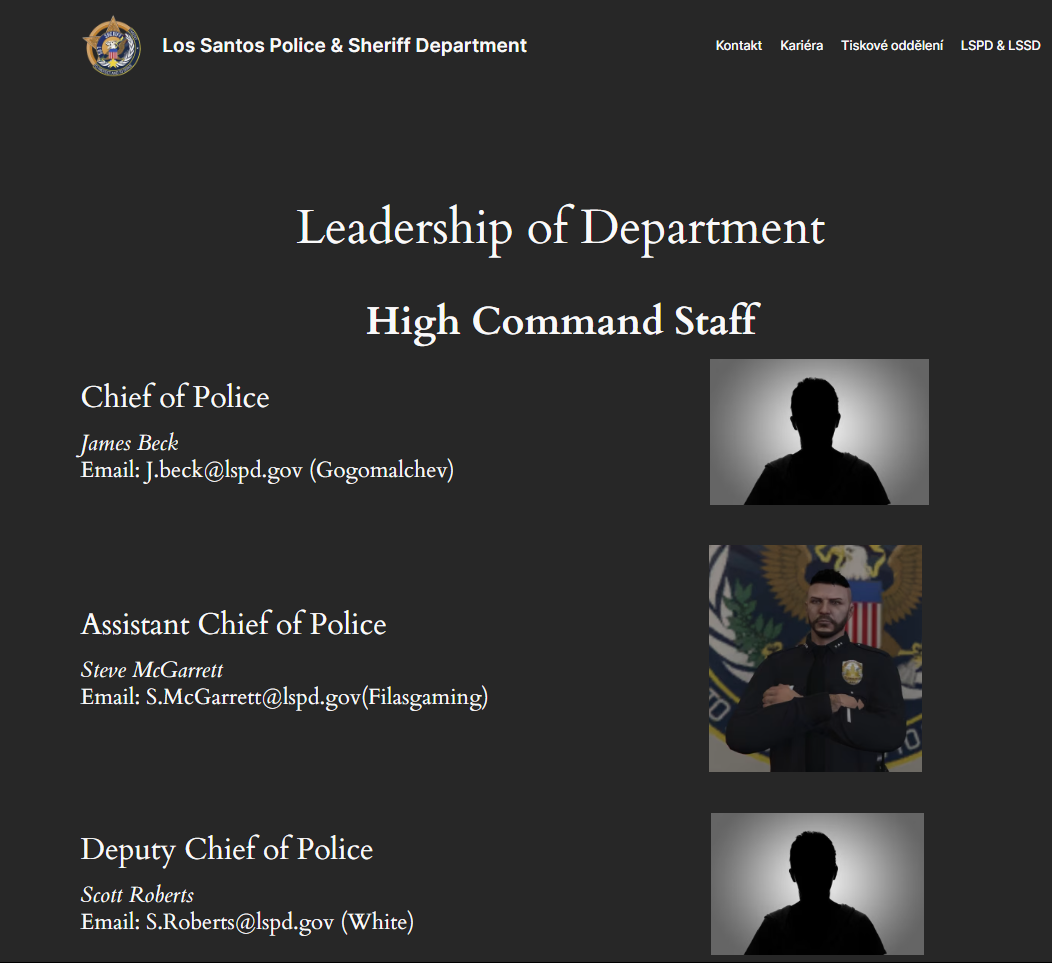 Los Santos Police & Sheriff Department
Kontakt Kariéra Tiskové oddělení LSPD & LSSD
Leadership of Department
High Command Staff
Chief of Police
James Beck
Email: J.beck@lspd.gov (Gogomalchev)
Assistant Chief of Police
Steve McGarrett
Email: S.McGarrett@lspd.gov(Filasgaming)
Deputy Chief of Police
Scott Roberts
Email: S.Roberts@lspd.gov (White)